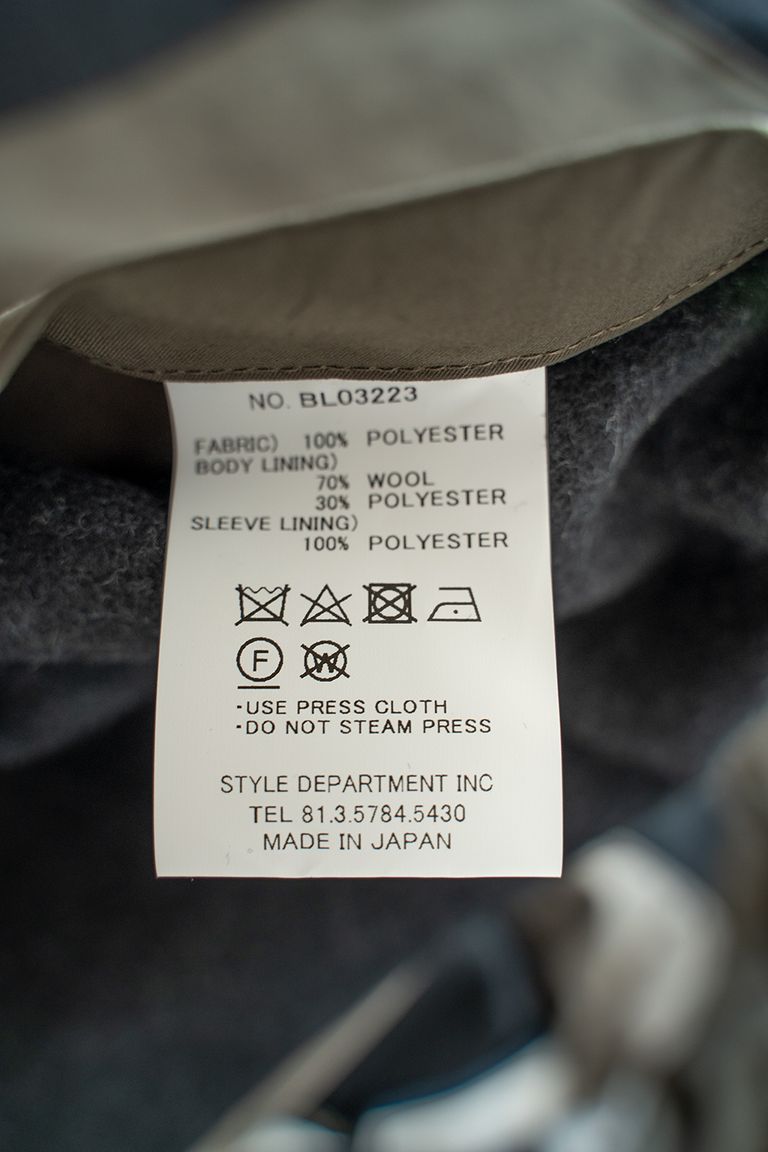 NO. BL03223
FABRIC) 100% POLYESTER
BODY LINING)
70% WOOL
30% POLYESTER
SLEEVE LINING)
100% POLYESTER
F
W
-USE PRESS CLOTH
-DO NOT STEAM PRESS
STYLE DEPARTMENT INC
TEL 81.3.5784.5430
MADE IN JAPAN